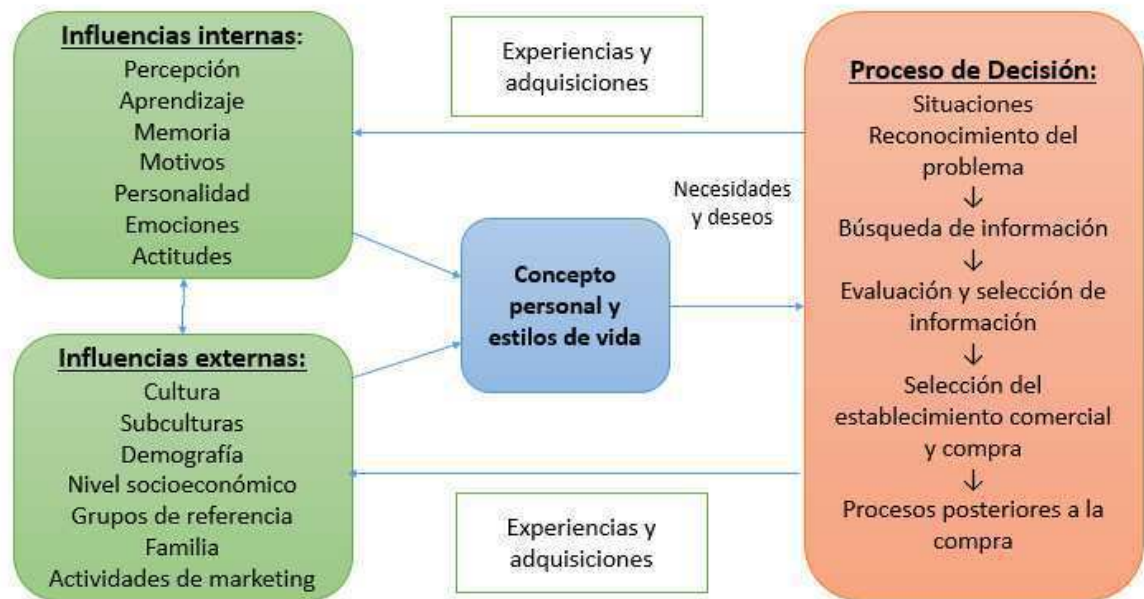 Influencias internas:
Percepción
Aprendizaje
Memoria
Motivos
Personalidad
Emociones
Actitudes
Influencias externas:
Cultura
Subculturas
Demografía
Nivel socioeconómico
Grupos de referencia
Familia
Actividades de marketing
Experiencias y
adquisiciones
Concepto
personal y
estilos de vida
Necesidades
y deseos
Experiencias y
adquisiciones
Proceso de Decisión:
Situaciones
Reconocimiento del
problema
↓
Búsqueda de información
↓
Evaluación y selección de
información
↓
Selección del
establecimiento comercial
y compra
↓
Procesos posteriores a la
compra